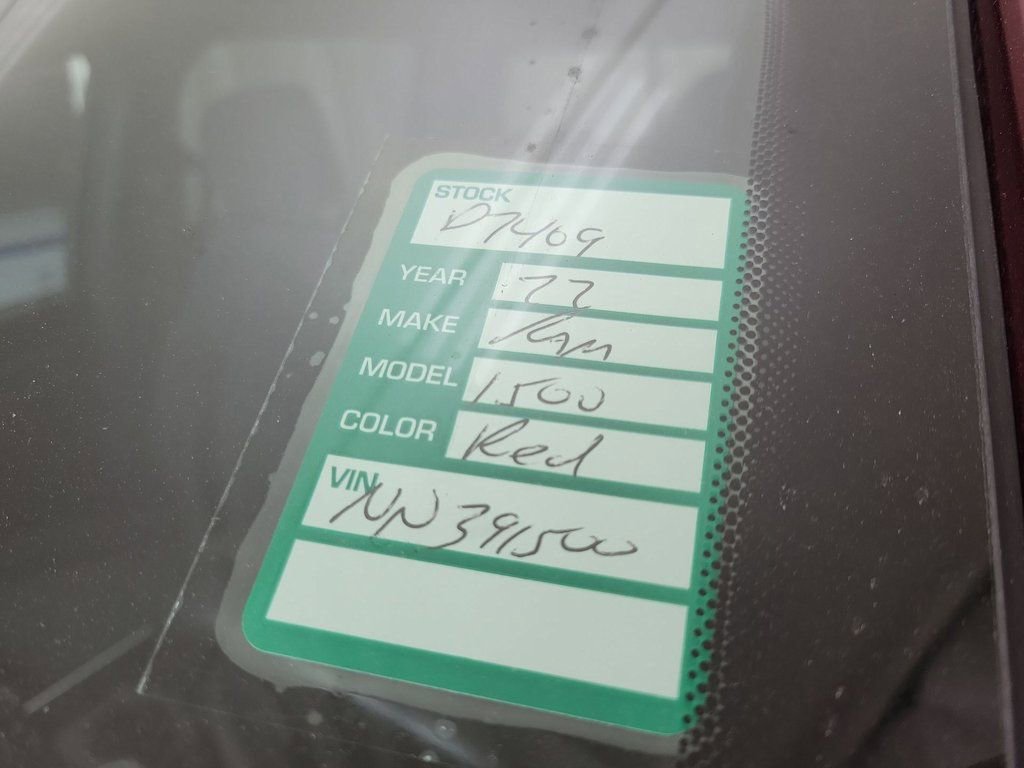 STOCK
D7409
YEAR 22
MAKE RAM
MODEL 1500
COLOR Red
VIN
NN391500